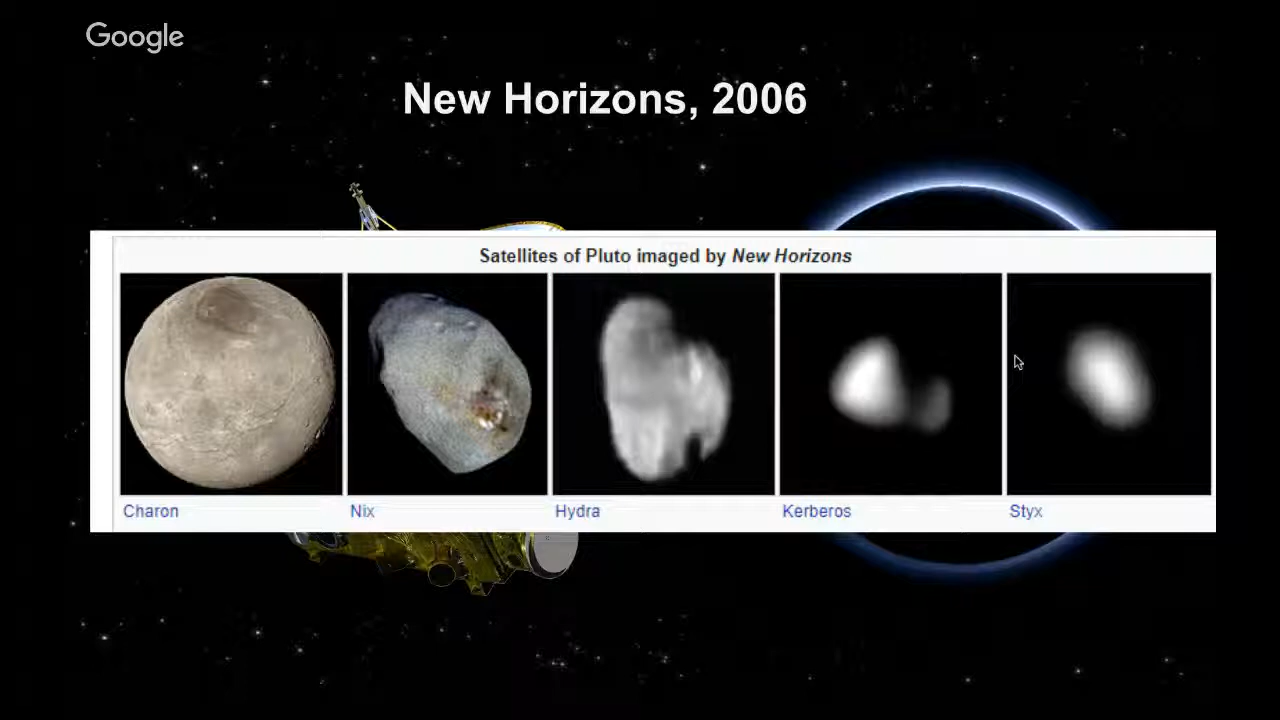 Google
New Horizons, 2006
Satellites of Pluto imaged by New Horizons
Charon
Nix
Hydra
Kerberos
Styx